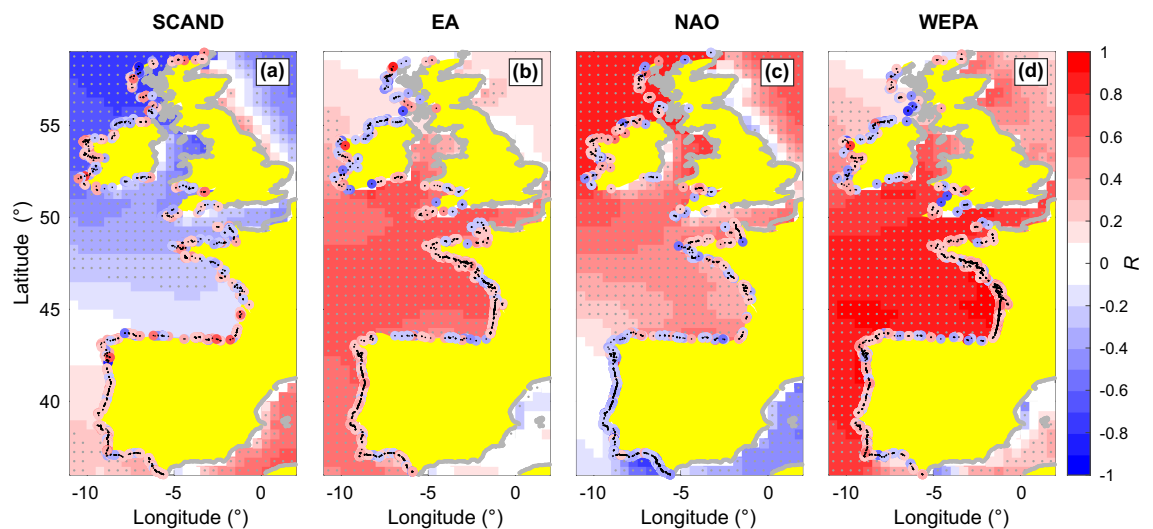 SCAND EA NAO WEPA
(a) (b) (c) (d)
1
0.8
0.6
0.4
0.2
0
-0.2
-0.4
-0.6
-0.8
-1
R
55
50
45
40
Latitude (°)
-10 -5 0 -10 -5 0 -10 -5 0 -10 -5 0
Longitude (°) Longitude (°) Longitude (°) Longitude (°)